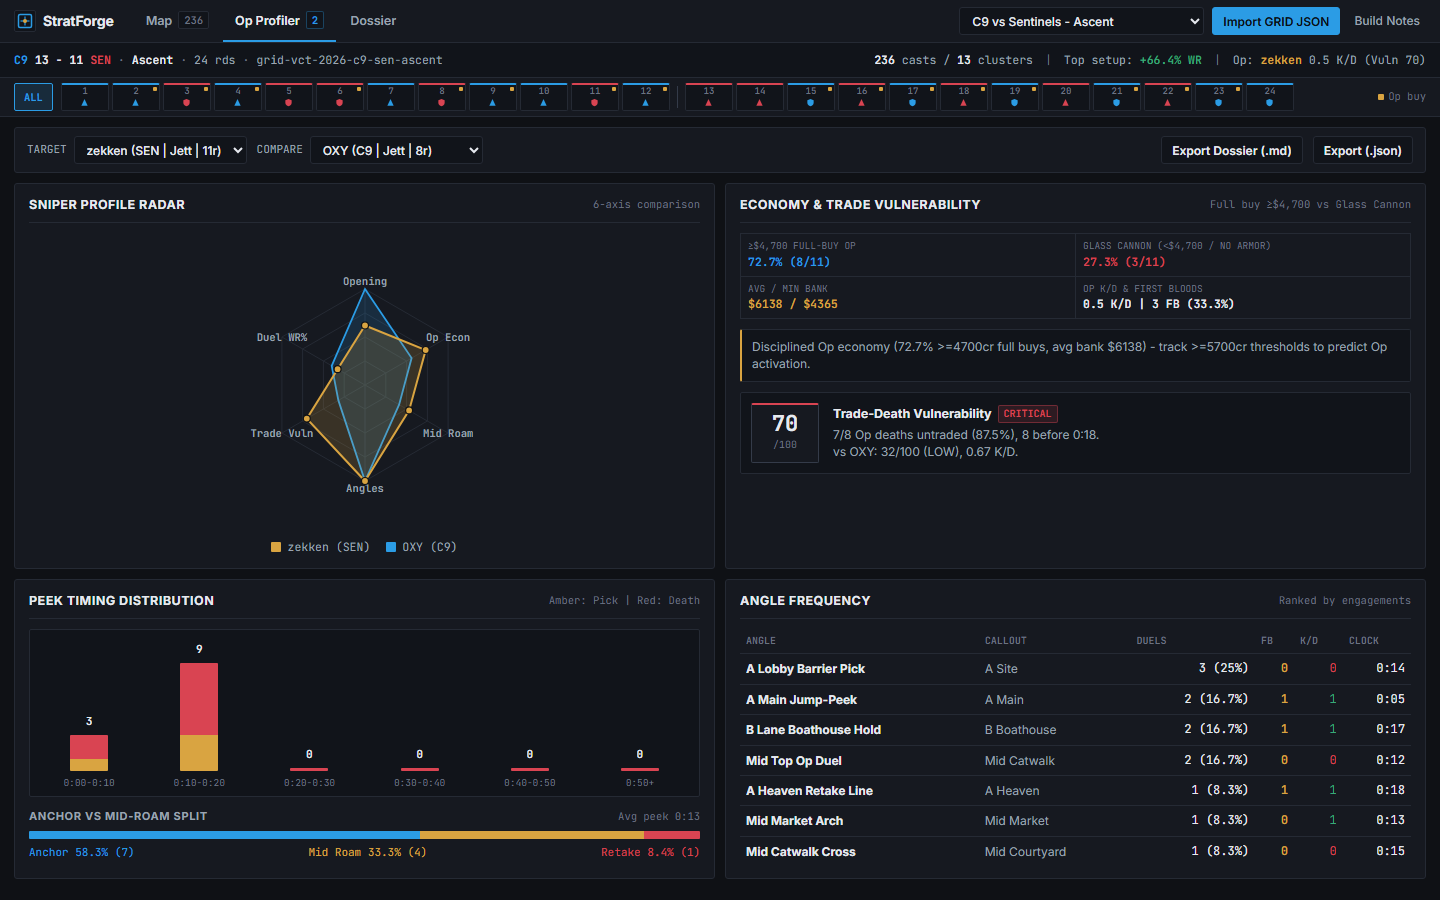 StratForge
Map 236
Op Profiler 2
Dossier
C9 vs Sentinels - Ascent
Import GRID JSON
Build Notes
C9 13 - 11 SEN · Ascent · 24 rds · grid-vct-2026-c9-sen-ascent
236 casts / 13 clusters | Top setup: +66.4% WR | Op: zekken 0.5 K/D (Vuln 70)
ALL 1 2 3 4 5 6 7 8 9 10 11 12 13 14 15 16 17 18 19 20 21 22 23 24 Op buy
TARGET zekken (SEN | Jett | 11r) COMPARE OXY (C9 | Jett | 8r)
Export Dossier (.md) Export (.json)
SNIPER PROFILE RADAR
6-axis comparison
Opening
Duel WR%
Op Econ
Trade Vuln
Mid Roam
Angles
zekken (SEN) OXY (C9)
ECONOMY & TRADE VULNERABILITY
Full buy ≥$4,700 vs Glass Cannon
≥$4,700 FULL-BUY OP
72.7% (8/11)
GLASS CANNON (<$4,700 / NO ARMOR)
27.3% (3/11)
AVG / MIN BANK
$6138 / $4365
OP K/D & FIRST BLOODS
0.5 K/D | 3 FB (33.3%)
Disciplined Op economy (72.7% >=4700cr full buys, avg bank $6138) - track >=5700cr thresholds to predict Op
activation.
70
/100
Trade-Death Vulnerability CRITICAL
7/8 Op deaths untraded (87.5%), 8 before 0:18.
vs OXY: 32/100 (LOW), 0.67 K/D.
PEEK TIMING DISTRIBUTION
Amber: Pick | Red: Death
3 9 0 0 0 0
0:00-0:10 0:10-0:20 0:20-0:30 0:30-0:40 0:40-0:50 0:50+
ANCHOR VS MID-ROAM SPLIT
Avg peek 0:13
Anchor 58.3% (7) Mid Roam 33.3% (4) Retake 8.4% (1)
ANGLE FREQUENCY
Ranked by engagements
ANGLE CALLOUT DUELS FB K/D CLOCK
A Lobby Barrier Pick A Site 3 (25%) 0 0 0:14
A Main Jump-Peek A Main 2 (16.7%) 1 1 0:05
B Lane Boathouse Hold B Boathouse 2 (16.7%) 1 1 0:17
Mid Top Op Duel Mid Catwalk 2 (16.7%) 0 0 0:12
A Heaven Retake Line A Heaven 1 (8.3%) 1 1 0:18
Mid Market Arch Mid Market 1 (8.3%) 0 1 0:13
Mid Catwalk Cross Mid Courtyard 1 (8.3%) 0 0 0:15